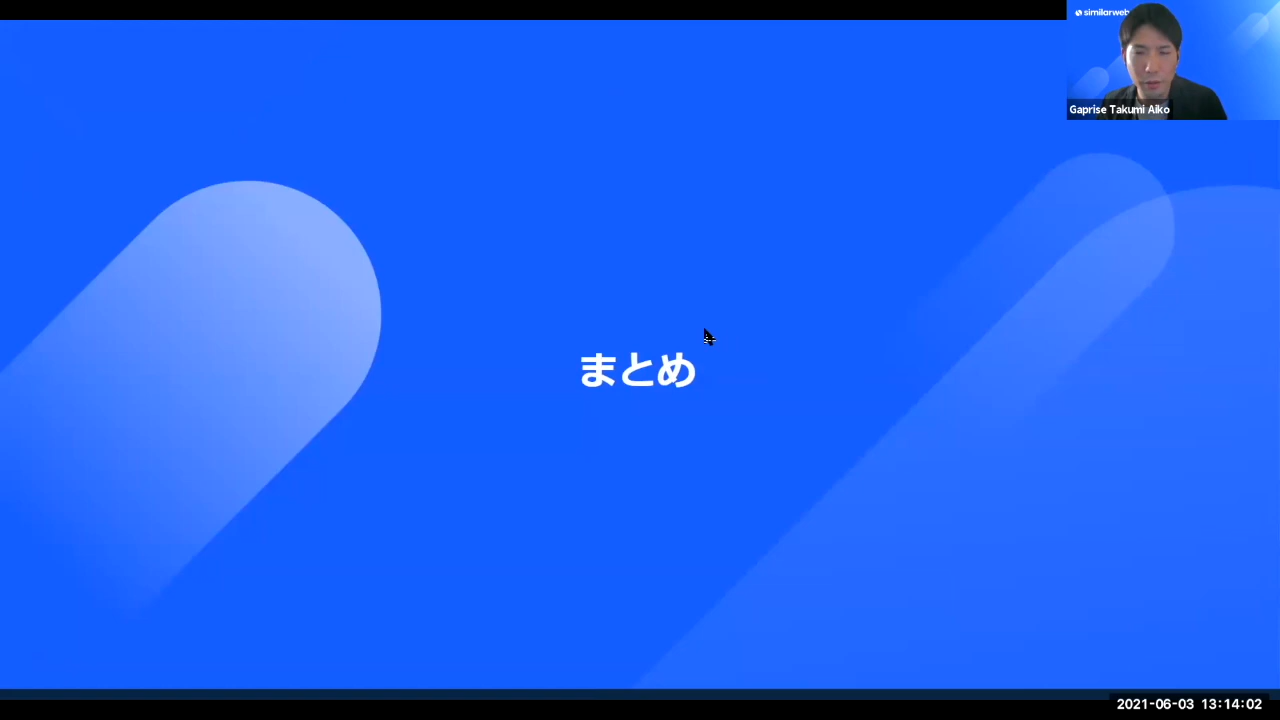 similarweb
Gaprise Takumi Aiko
まとめ
2021-06-03 13:14:02